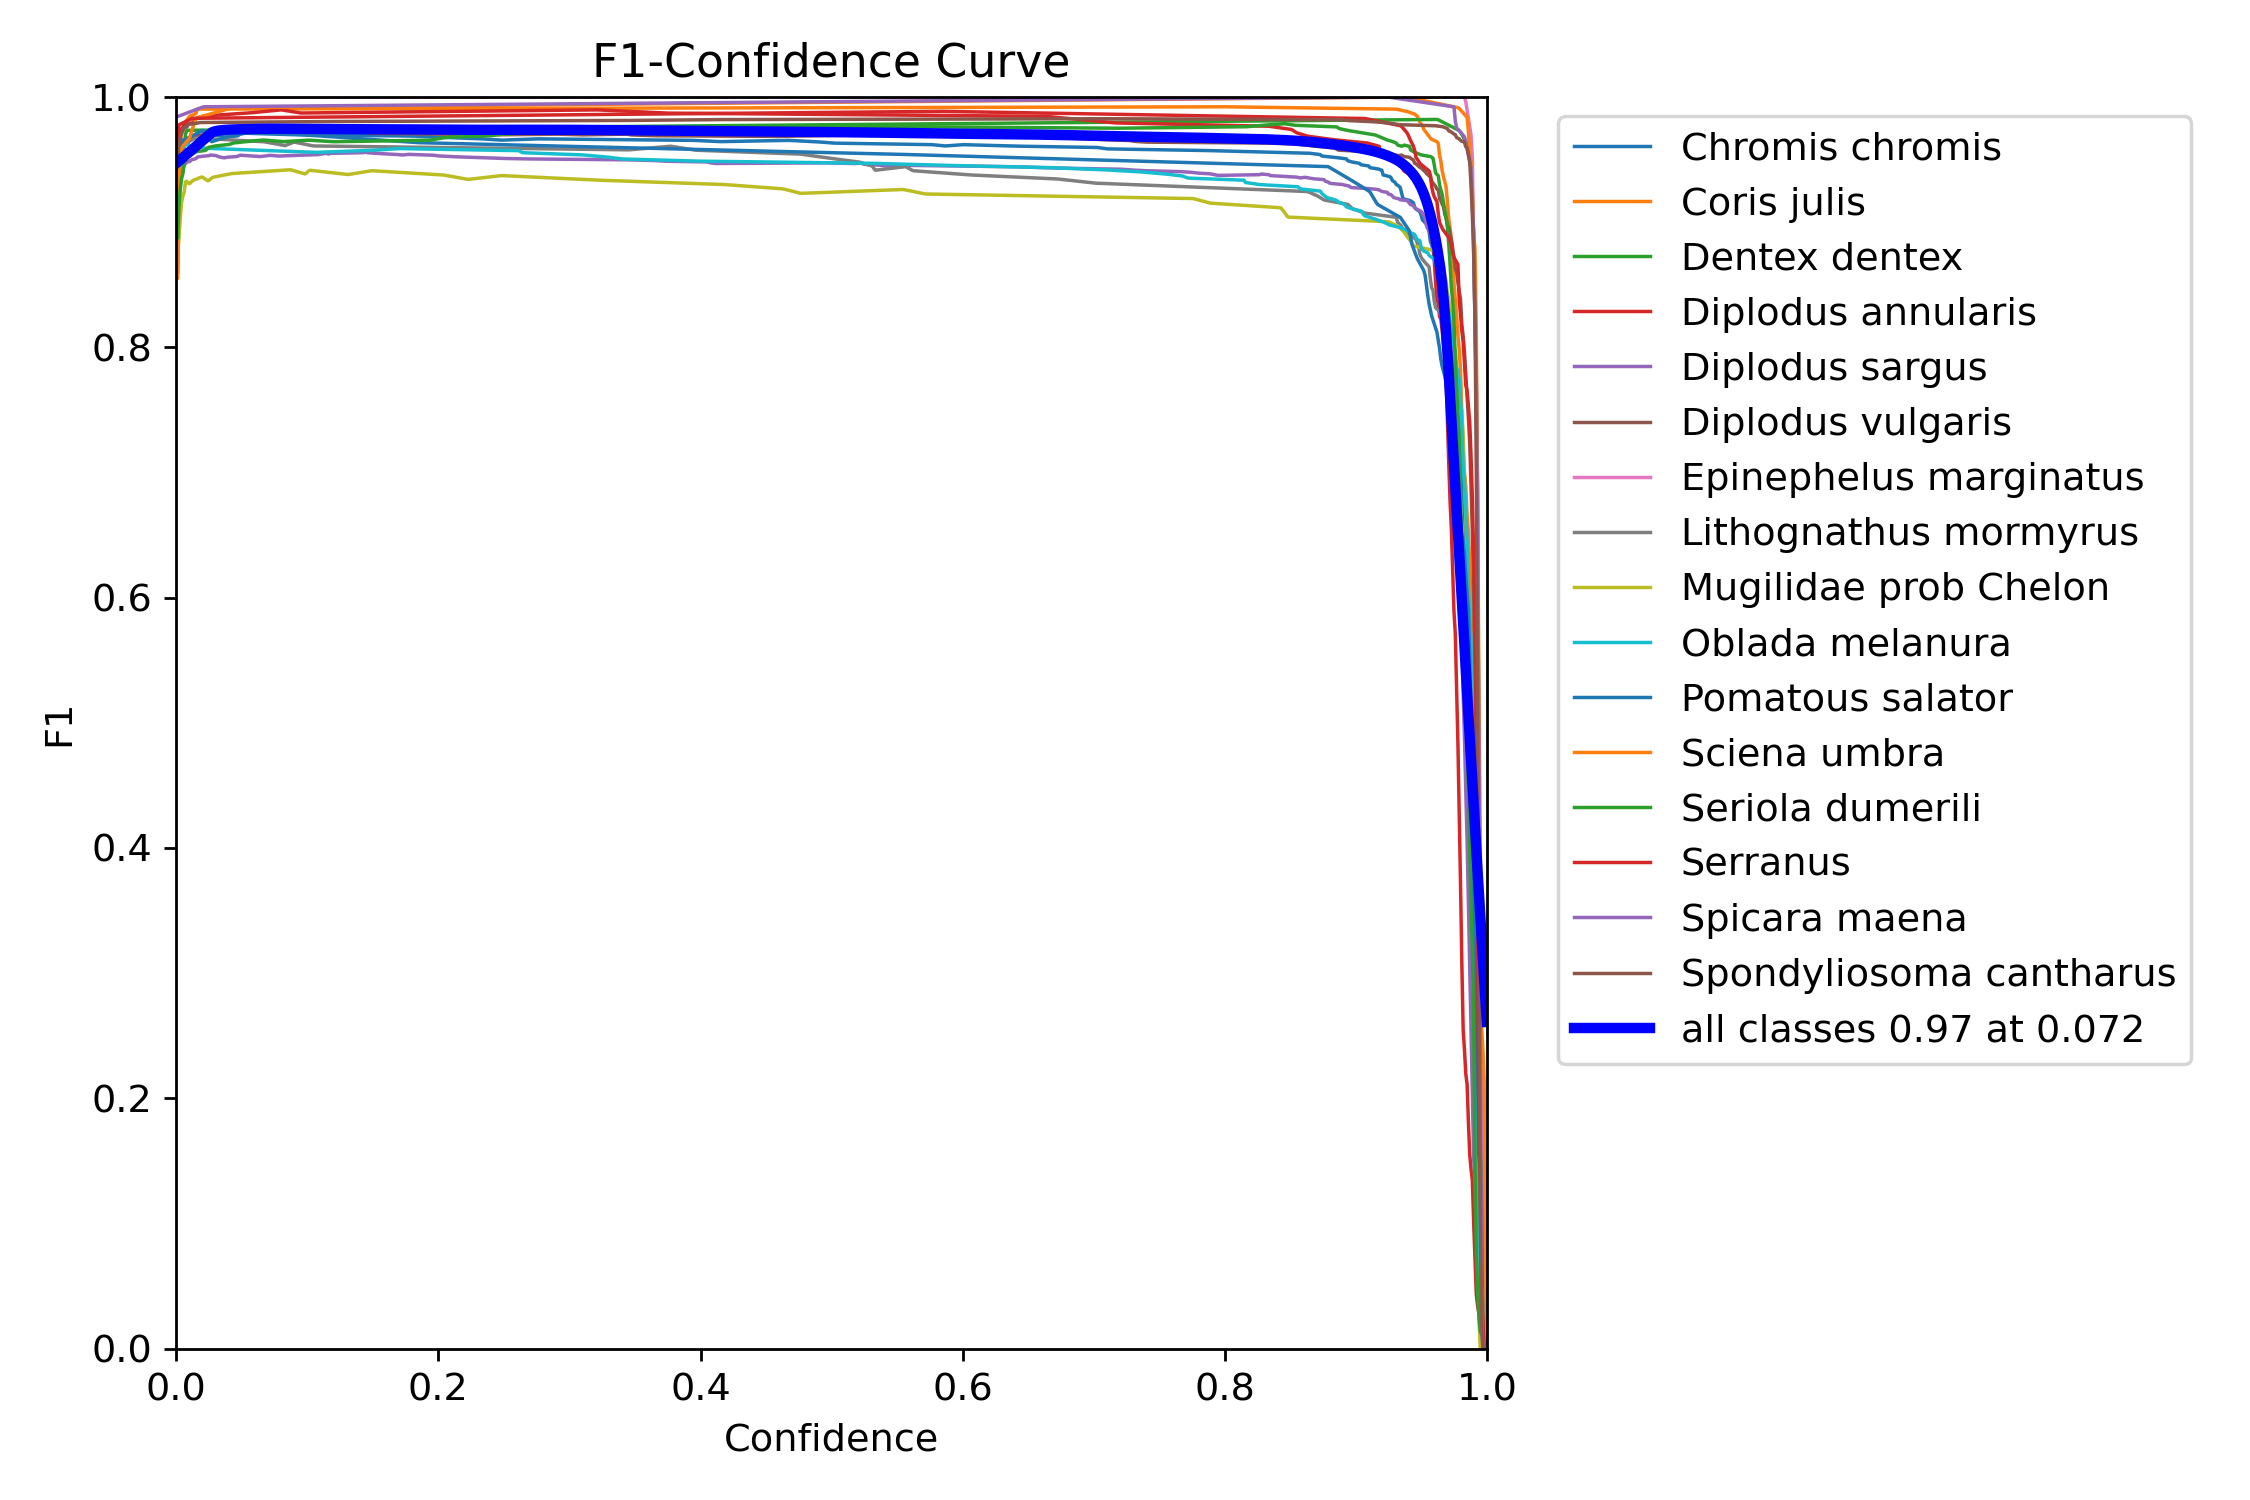 F1-Confidence Curve
1.0
0.8
0.6
0.4
0.2
0.0
F1
0.0 0.2 0.4 0.6 0.8 1.0
Confidence
Chromis chromis
Coris julis
Dentex dentex
Diplodus annularis
Diplodus sargus
Diplodus vulgaris
Epinephelus marginatus
Lithognathus mormyrus
Mugilidae prob Chelon
Oblada melanura
Pomatous salator
Sciena umbra
Seriola dumerili
Serranus
Spicara maena
Spondyliosoma cantharus
all classes 0.97 at 0.072